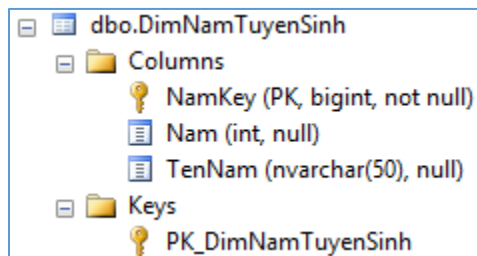 dbo.DimNamTuyenSinh
Columns
NamKey (PK, bigint, not null)
Nam (int, null)
TenNam (nvarchar(50), null)
Keys
PK_DimNamTuyenSinh